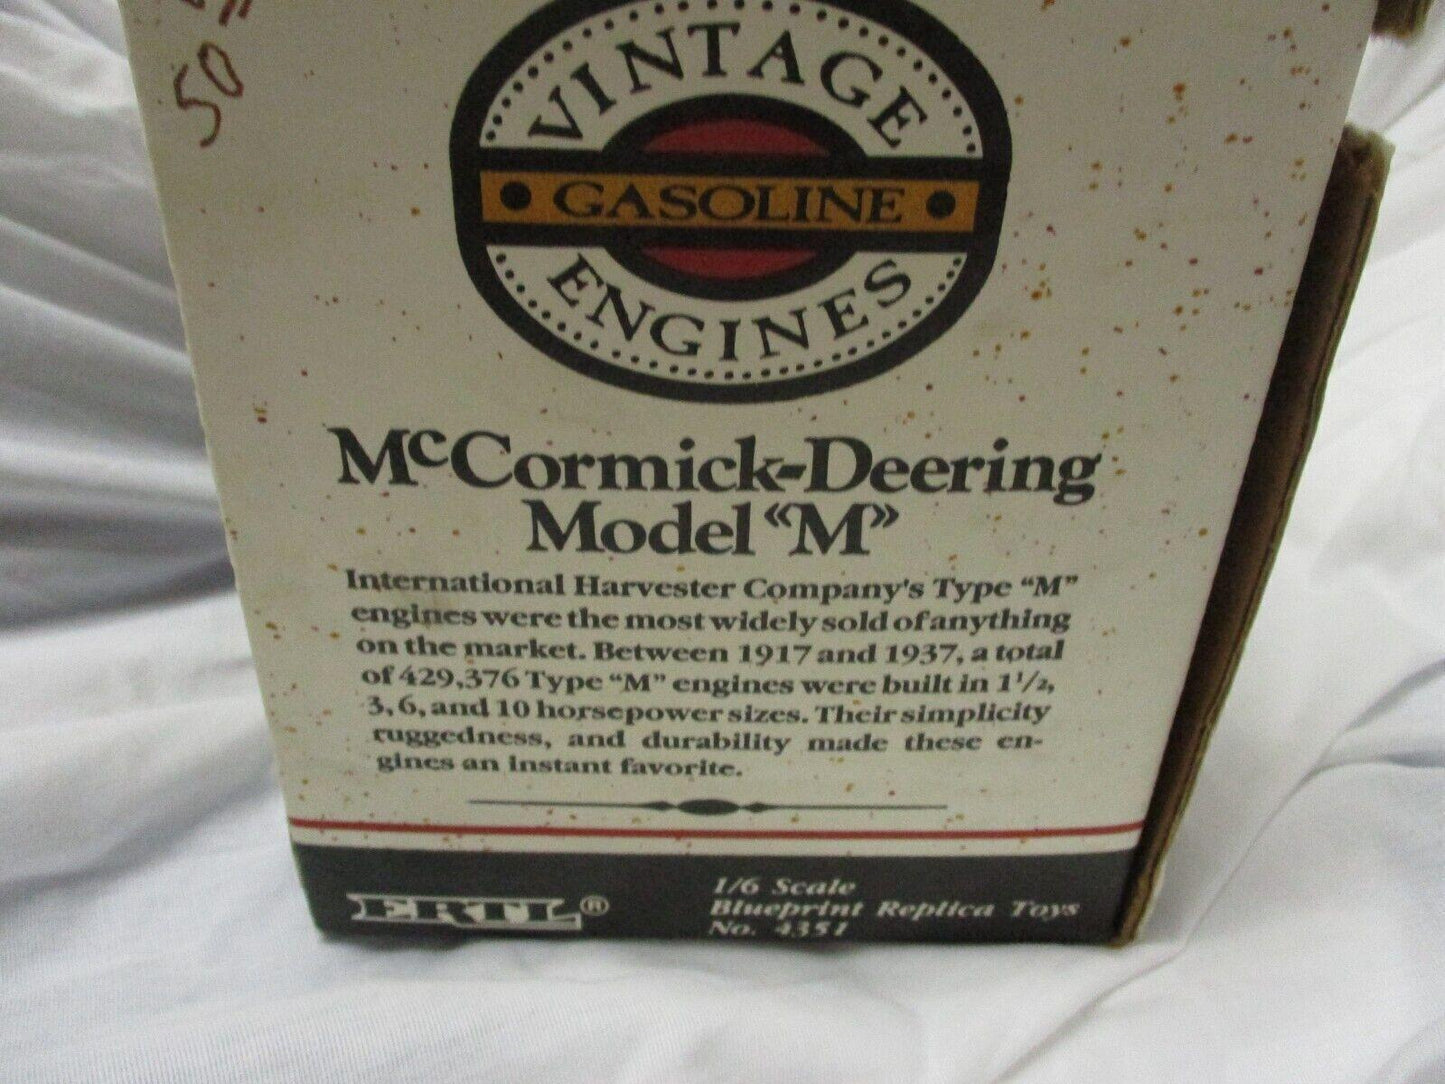 50
VINTAGE
GASOLINE
ENGINES
McCormick-Deering
Model “M”
International Harvester Company's Type “M”
engines were the most widely sold of anything
on the market. Between 1917 and 1937, a total
of 429,376 Type “M” engines were built in 1 1/2,
3, 6, and 10 horsepower sizes. Their simplicity
ruggedness, and durability made these en-
gines an instant favorite.
ERTL®
1/6 Scale
Blueprint Replica Toys
No. 4351